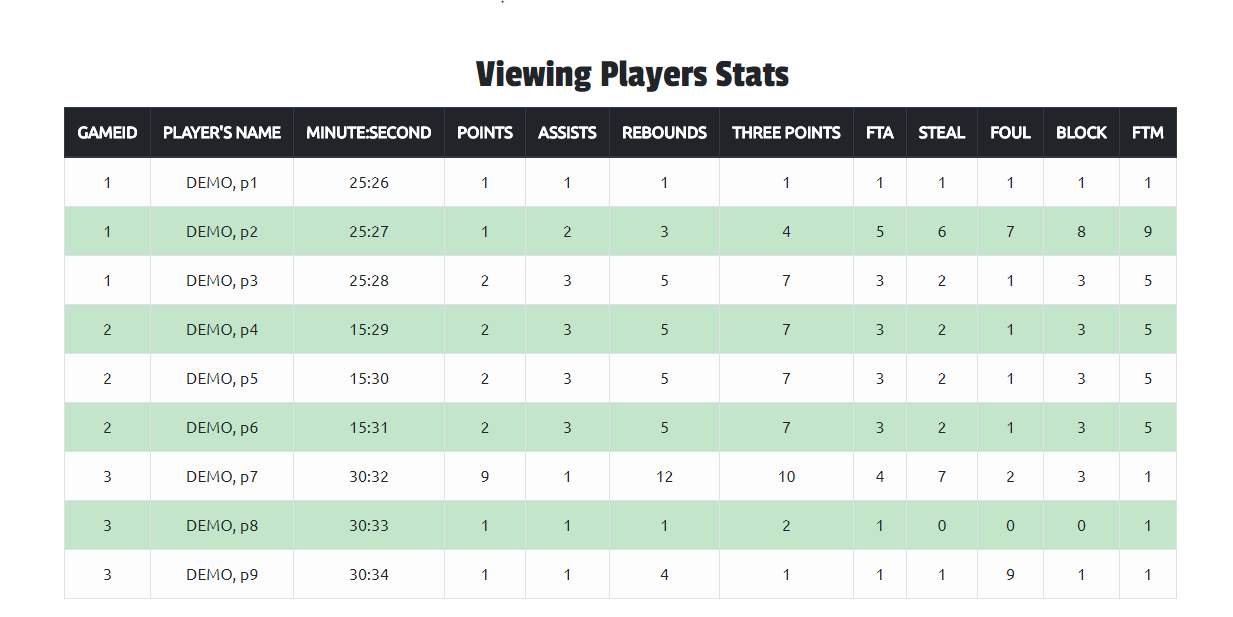 Viewing Players Stats
GAMEID PLAYER'S NAME MINUTE:SECOND POINTS ASSISTS REBOUNDS THREE POINTS FTA STEAL FOUL BLOCK FTM
1 DEMO, p1 25:26 1 1 1 1 1 1 1 1 1
1 DEMO, p2 25:27 1 2 3 4 5 6 7 8 9
1 DEMO, p3 25:28 2 3 5 7 3 2 1 3 5
2 DEMO, p4 15:29 2 3 5 7 3 2 1 3 5
2 DEMO, p5 15:30 2 3 5 7 3 2 1 3 5
2 DEMO, p6 15:31 2 3 5 7 3 2 1 3 5
3 DEMO, p7 30:32 9 1 12 10 4 7 2 3 1
3 DEMO, p8 30:33 1 1 1 2 1 0 0 0 1
3 DEMO, p9 30:34 1 1 4 1 1 1 9 1 1